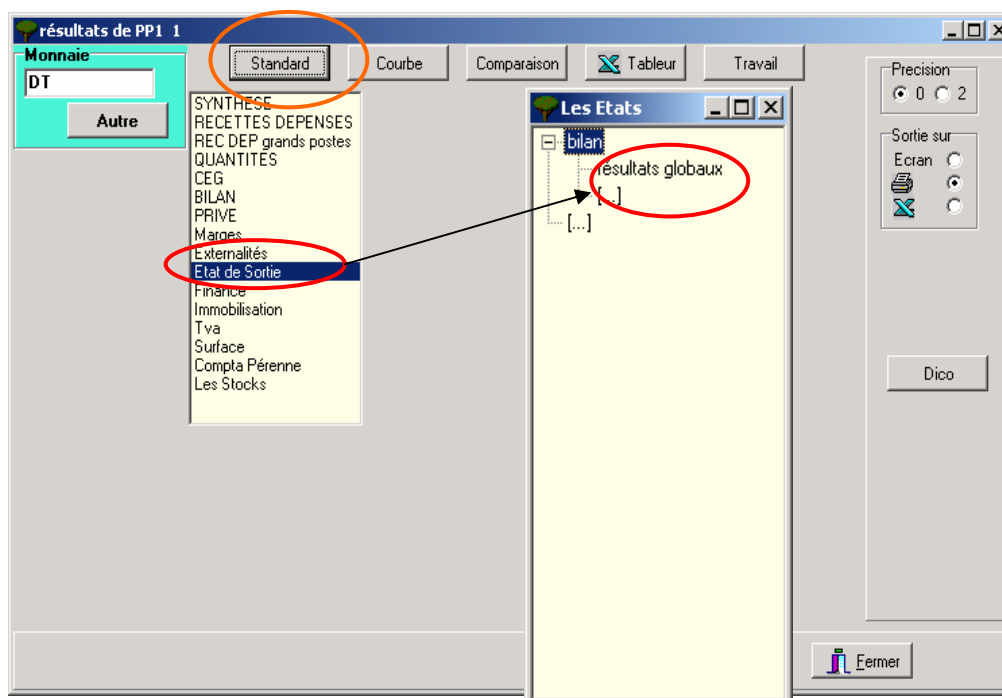 résultats de PP1 1
Monnaie
DT
Autre
Standard
Courbe
Comparaison
Tableur
Travail
SYNTHESE
RECETTES DEPENSES
REC DEP grands postes
QUANTITES
CEG
BILAN
PRIVE
Marges
Externalités
Etat de Sortie
Finance
Immobilisation
Tva
Surface
Compta Pérenne
Les Stocks
Les Etats
bilan
résultats globaux
[...]
[...]
Precision
0 2
Sortie sur
Ecran
Dico
Fermer